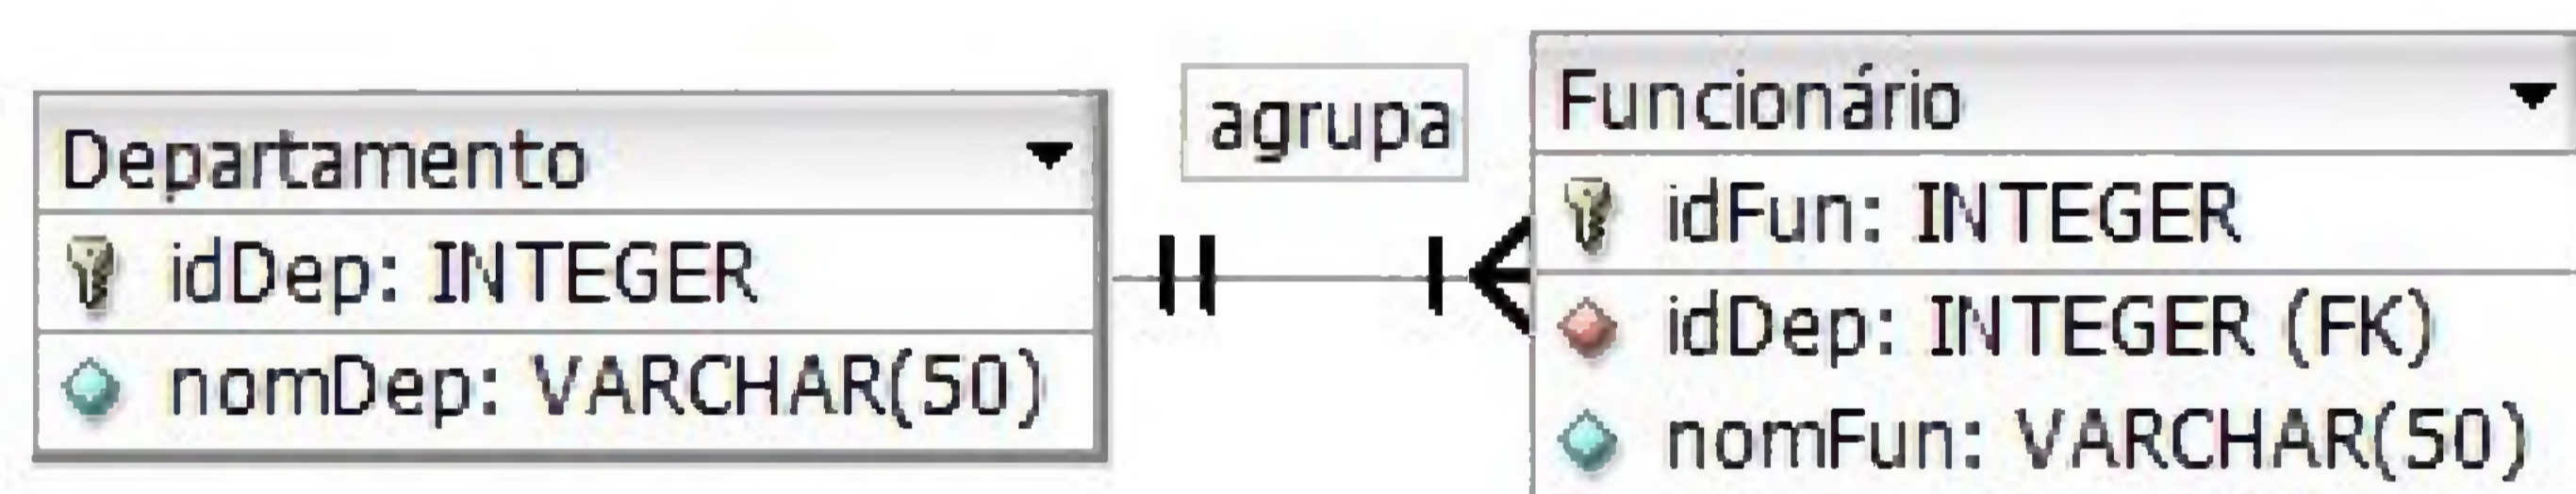 Departamento
idDep: INTEGER
nomDep: VARCHAR(50)
agrupa
Funcionário
idFun: INTEGER
idDep: INTEGER (FK)
nomFun: VARCHAR(50)